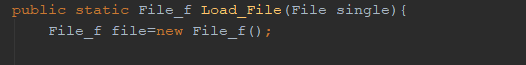 public static File_f Load_File(File single){
File_f file=new File_f();